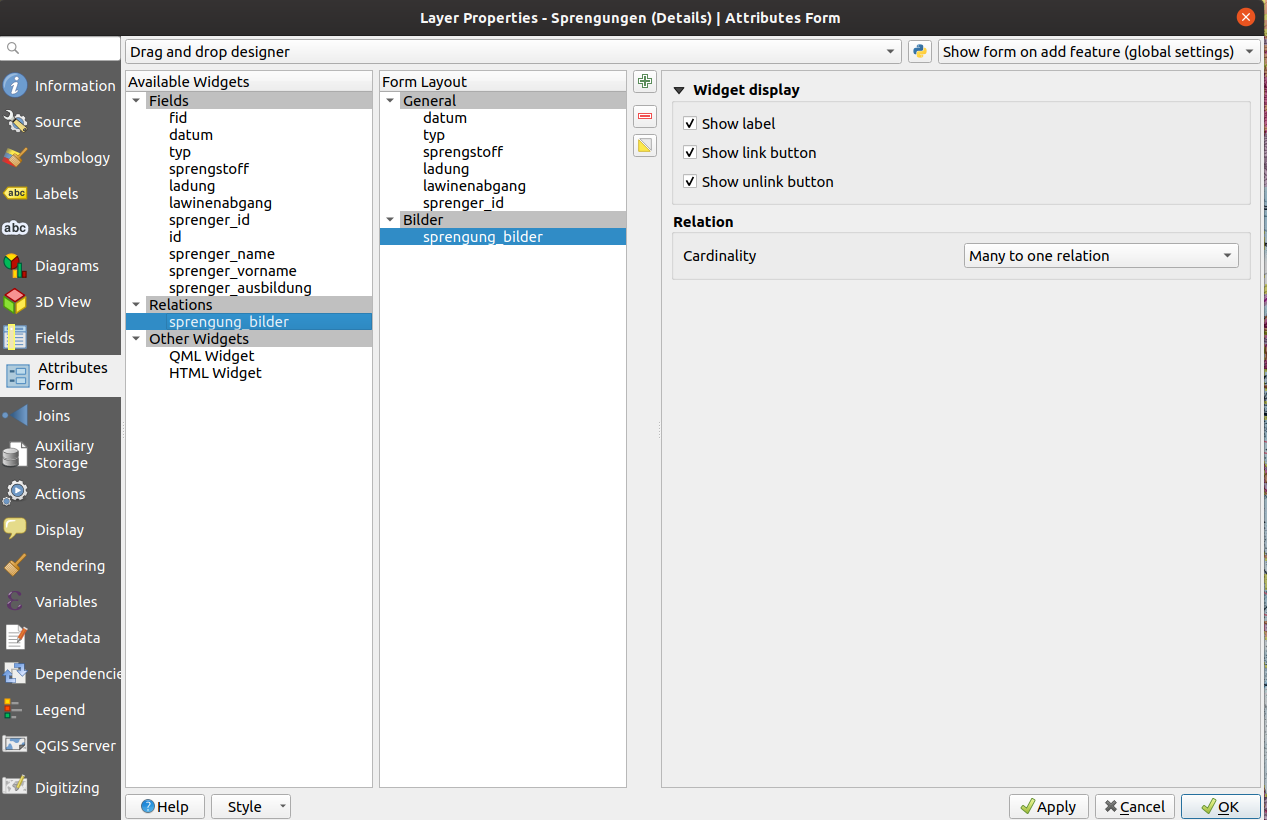 Layer Properties - Sprengungen (Details) | Attributes Form
Information
Source
Symbology
abc Labels
abc Masks
Diagrams
3D View
Fields
Attributes
Form
Joins
Auxiliary
Storage
Actions
Display
Rendering
Variables
Metadata
Dependencie
Legend
QGIS Server
Digitizing
Drag and drop designer
Show form on add feature (global settings)
Available Widgets
Fields
fid
datum
typ
sprengstoff
ladung
lawinenabgang
sprenger_id
id
sprenger_name
sprenger_vorname
sprenger_ausbildung
Relations
sprengung_bilder
Other Widgets
QML Widget
HTML Widget
Form Layout
General
datum
typ
sprengstoff
ladung
lawinenabgang
sprenger_id
Bilder
sprengung_bilder
Widget display
Show label
Show link button
Show unlink button
Relation
Cardinality
Many to one relation
Help
Style
Apply
Cancel
OK